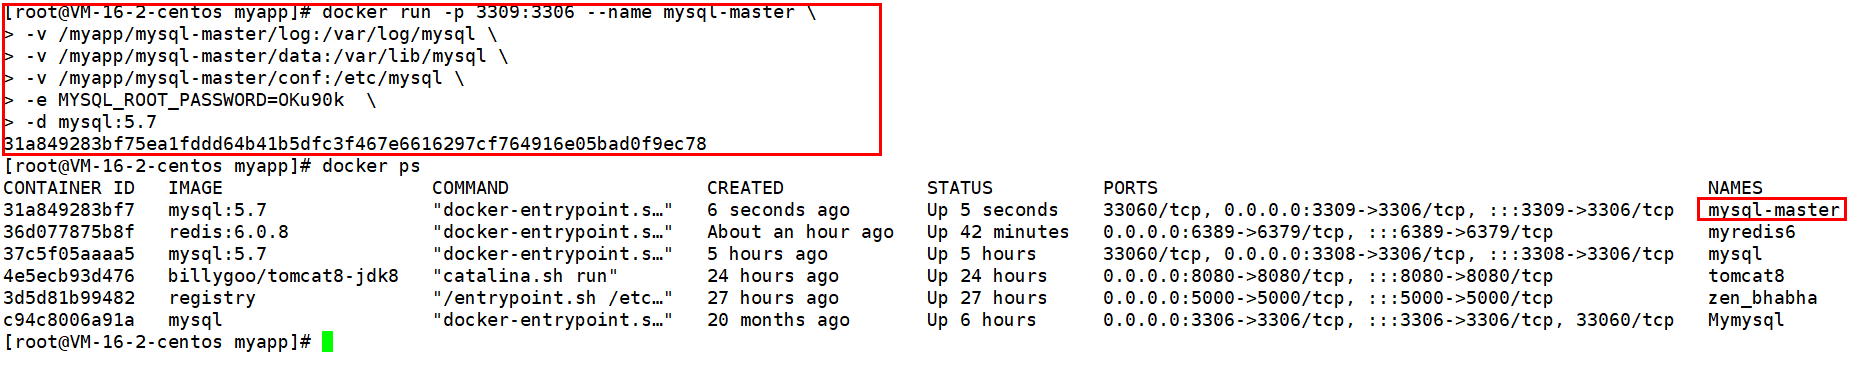 [root@VM-16-2-centos myapp]# docker run -p 3309:3306 --name mysql-master \
> -v /myapp/mysql-master/log:/var/log/mysql \
> -v /myapp/mysql-master/data:/var/lib/mysql \
> -v /myapp/mysql-master/conf:/etc/mysql \
> -e MYSQL_ROOT_PASSWORD=OKu90k  \
> -d mysql:5.7
31a849283bf75ea1fddd64b41b5dfc3f467e6616297cf764916e05bad0f9ec78
[root@VM-16-2-centos myapp]# docker ps
CONTAINER ID   IMAGE                   COMMAND                  CREATED             STATUS          PORTS                                                  NAMES
31a849283bf7   mysql:5.7               "docker-entrypoint.s…"   6 seconds ago       Up 5 seconds    33060/tcp, 0.0.0.0:3309->3306/tcp, :::3309->3306/tcp   mysql-master
36d077875b8f   redis:6.0.8             "docker-entrypoint.s…"   About an hour ago   Up 42 minutes   0.0.0.0:6389->6379/tcp, :::6389->6379/tcp              myredis6
37c5f05aaaa5   mysql:5.7               "docker-entrypoint.s…"   5 hours ago         Up 5 hours      33060/tcp, 0.0.0.0:3308->3306/tcp, :::3308->3306/tcp   mysql
4e5ecb93d476   billygoo/tomcat8-jdk8   "catalina.sh run"        24 hours ago        Up 24 hours     0.0.0.0:8080->8080/tcp, :::8080->8080/tcp              tomcat8
3d5d81b99482   registry                "/entrypoint.sh /etc…"   27 hours ago        Up 27 hours     0.0.0.0:5000->5000/tcp, :::5000->5000/tcp              zen_bhabha
c94c8006a91a   mysql                   "docker-entrypoint.s…"   20 months ago       Up 6 hours      0.0.0.0:3306->3306/tcp, :::3306->3306/tcp, 33060/tcp   Mymysql
[root@VM-16-2-centos myapp]#